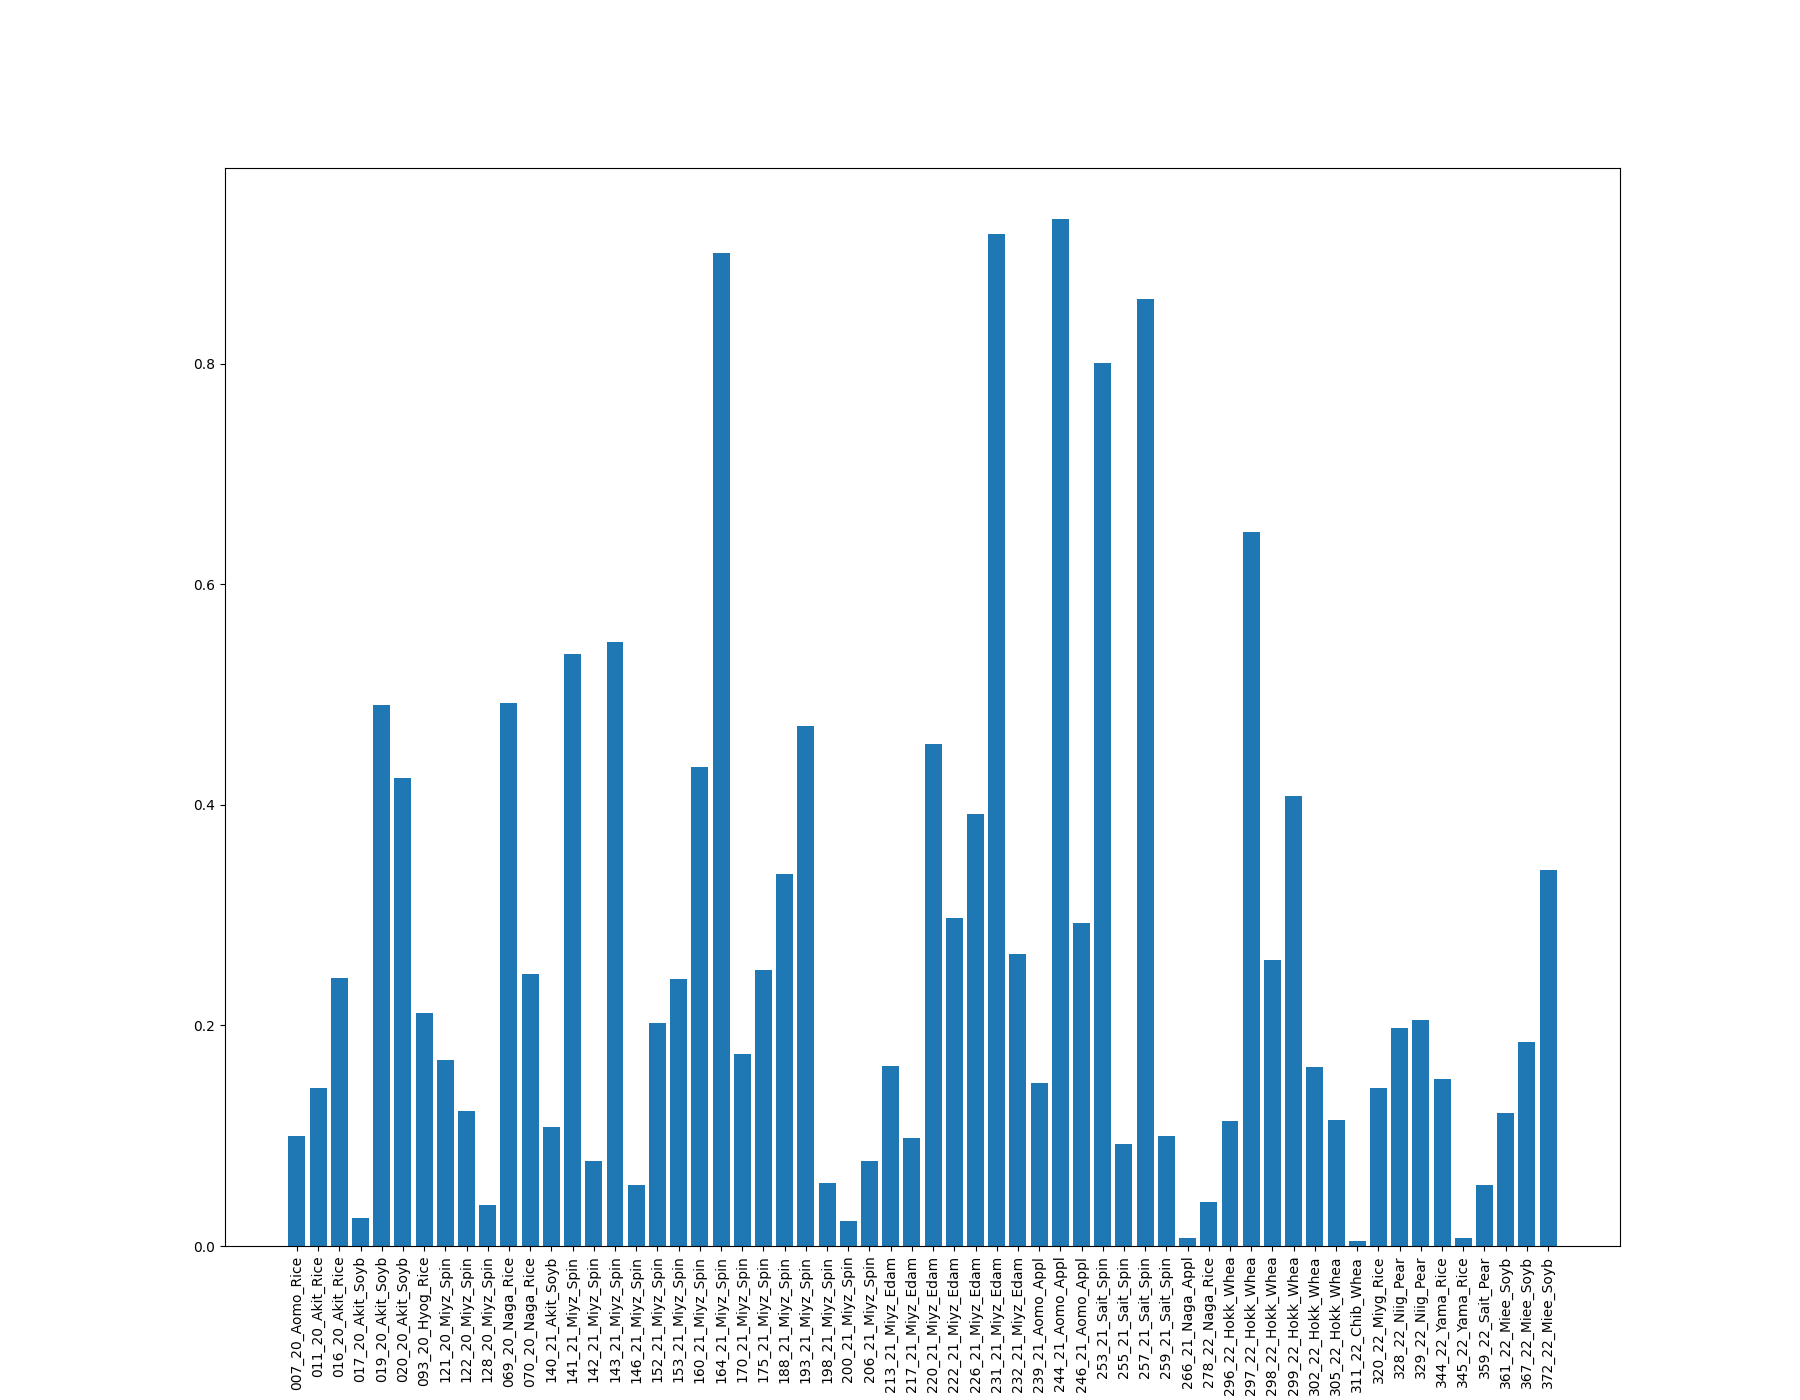 0.8
0.6
0.4
0.2
0.0
007_20_Aomo_Rice
011_20_Akit_Rice
016_20_Akit_Rice
017_20_Akit_Soyb
019_20_Akit_Soyb
020_20_Akit_Soyb
093_20_Hyog_Rice
121_20_Miyz_Spin
122_20_Miyz_Spin
128_20_Miyz_Spin
069_20_Naga_Rice
070_20_Naga_Rice
140_21_Akit_Soyb
141_21_Miyz_Spin
142_21_Miyz_Spin
143_21_Miyz_Spin
146_21_Miyz_Spin
152_21_Miyz_Spin
153_21_Miyz_Spin
160_21_Miyz_Spin
164_21_Miyz_Spin
170_21_Miyz_Spin
175_21_Miyz_Spin
188_21_Miyz_Spin
193_21_Miyz_Spin
198_21_Miyz_Spin
200_21_Miyz_Spin
206_21_Miyz_Spin
213_21_Miyz_Edam
217_21_Miyz_Edam
220_21_Miyz_Edam
222_21_Miyz_Edam
226_21_Miyz_Edam
231_21_Miyz_Edam
232_21_Miyz_Edam
239_21_Aomo_Appl
244_21_Aomo_Appl
246_21_Aomo_Appl
253_21_Sait_Spin
255_21_Sait_Spin
257_21_Sait_Spin
259_21_Sait_Spin
266_21_Naga_Appl
278_22_Naga_Rice
296_22_Hokk_Whea
297_22_Hokk_Whea
298_22_Hokk_Whea
299_22_Hokk_Whea
302_22_Hokk_Whea
305_22_Hokk_Whea
311_22_Chib_Whea
320_22_Miyg_Rice
328_22_Niig_Pear
329_22_Niig_Pear
344_22_Yama_Rice
345_22_Yama_Rice
359_22_Sait_Pear
361_22_Miee_Soyb
367_22_Miee_Soyb
372_22_Miee_Soyb